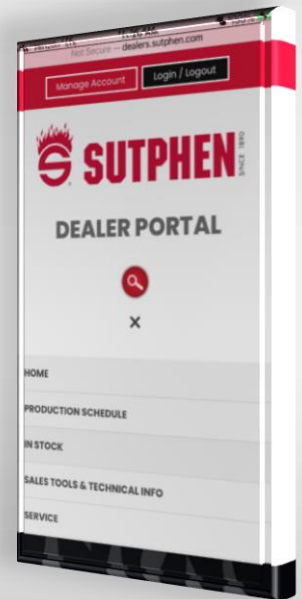 Not Secure — dealers.sutphen.com
Manage Account
Login / Logout
SUTPHEN
SINCE 1890
DEALER PORTAL
HOME
PRODUCTION SCHEDULE
IN STOCK
SALES TOOLS & TECHNICAL INFO
SERVICE